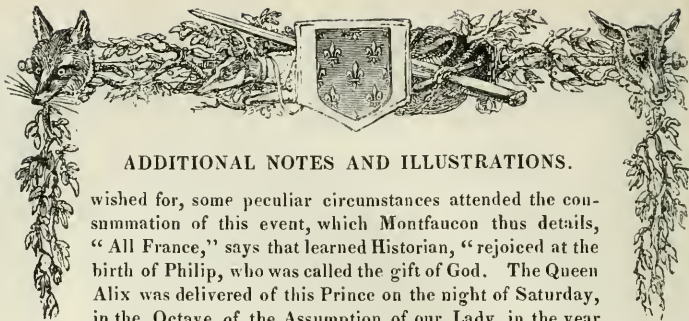 ADDITIONAL NOTES AND ILLUSTRATIONS.
wished for, some peculiar circumstances attended the con-
summation of this event, which Montfaucon thus details,
“ All France,” says that learned Historian, “ rejoiced at the
birth of Philip, who was called the gift of God. The Queen
Alix was delivered of this Prince on the night of Saturday,
in the Octave of the Assumption of our Lady, in the year